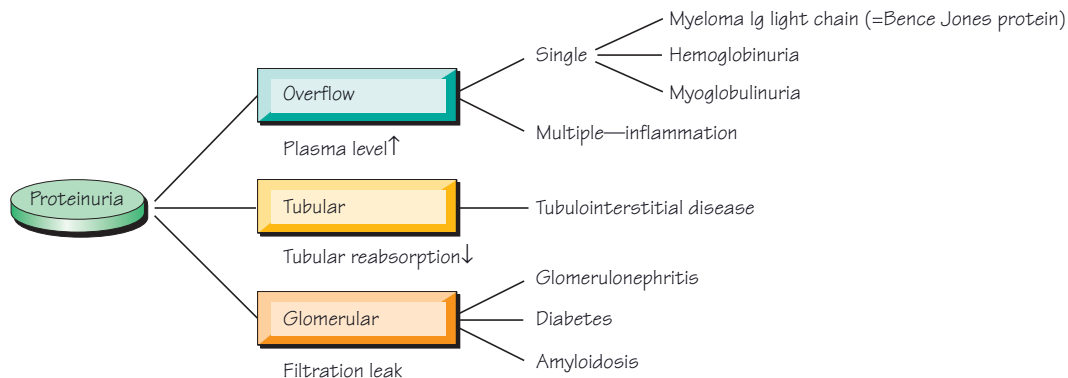 Myeloma Ig light chain (=Bence Jones protein)
Single
Hemoglobinuria
Overflow
Myoglobulinuria
Multiple—inflammation
Plasma level↑
Proteinuria
Tubular
Tubulointerstitial disease
Tubular reabsorption↓
Glomerulonephritis
Glomerular
Diabetes
Amyloidosis
Filtration leak